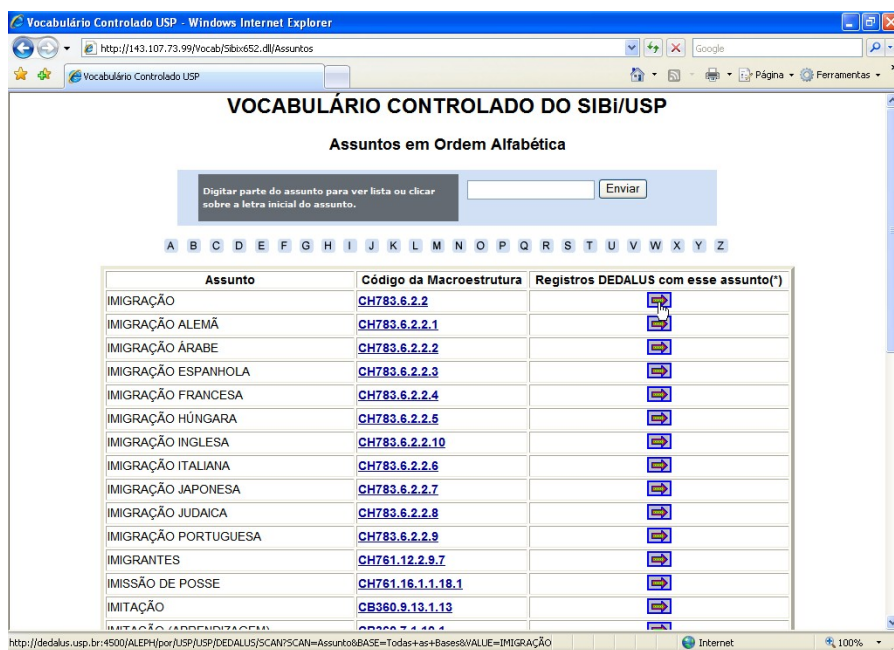 Vocabulário Controlado USP - Windows Internet Explorer
http://143.107.73.99/Vocab/Sibix652.dll/Assuntos
Google
Vocabulário Controlado USP
Página
Ferramentas
VOCABULÁRIO CONTROLADO DO SIBi/USP
Assuntos em Ordem Alfabética
Digitar parte do assunto para ver lista ou clicar
sobre a letra inicial do assunto.
Enviar
A B C D E F G H I J K L M N O P Q R S T U V W X Y Z
Assunto Código da Macroestrutura Registros DEDALUS com esse assunto(*)
IMIGRAÇÃO CH783.6.2.2
IMIGRAÇÃO ALEMÃ CH783.6.2.2.1
IMIGRAÇÃO ÁRABE CH783.6.2.2.2
IMIGRAÇÃO ESPANHOLA CH783.6.2.2.3
IMIGRAÇÃO FRANCESA CH783.6.2.2.4
IMIGRAÇÃO HÚNGARA CH783.6.2.2.5
IMIGRAÇÃO INGLESA CH783.6.2.2.10
IMIGRAÇÃO ITALIANA CH783.6.2.2.6
IMIGRAÇÃO JAPONESA CH783.6.2.2.7
IMIGRAÇÃO JUDAICA CH783.6.2.2.8
IMIGRAÇÃO PORTUGUESA CH783.6.2.2.9
IMIGRANTES CH761.12.2.9.7
IMISSÃO DE POSSE CH761.16.1.1.18.1
IMITAÇÃO CB360.9.13.1.13
IMITAÇÃO (APRENDIZAGEM)
http://dedalus.usp.br:4500/ALEPH/por/USP/USP/DEDALUS/SCAN?SCAN=Assunto&BASE=Todas+as+Bases&VALUE=IMIGRAÇÃO
Internet
100%